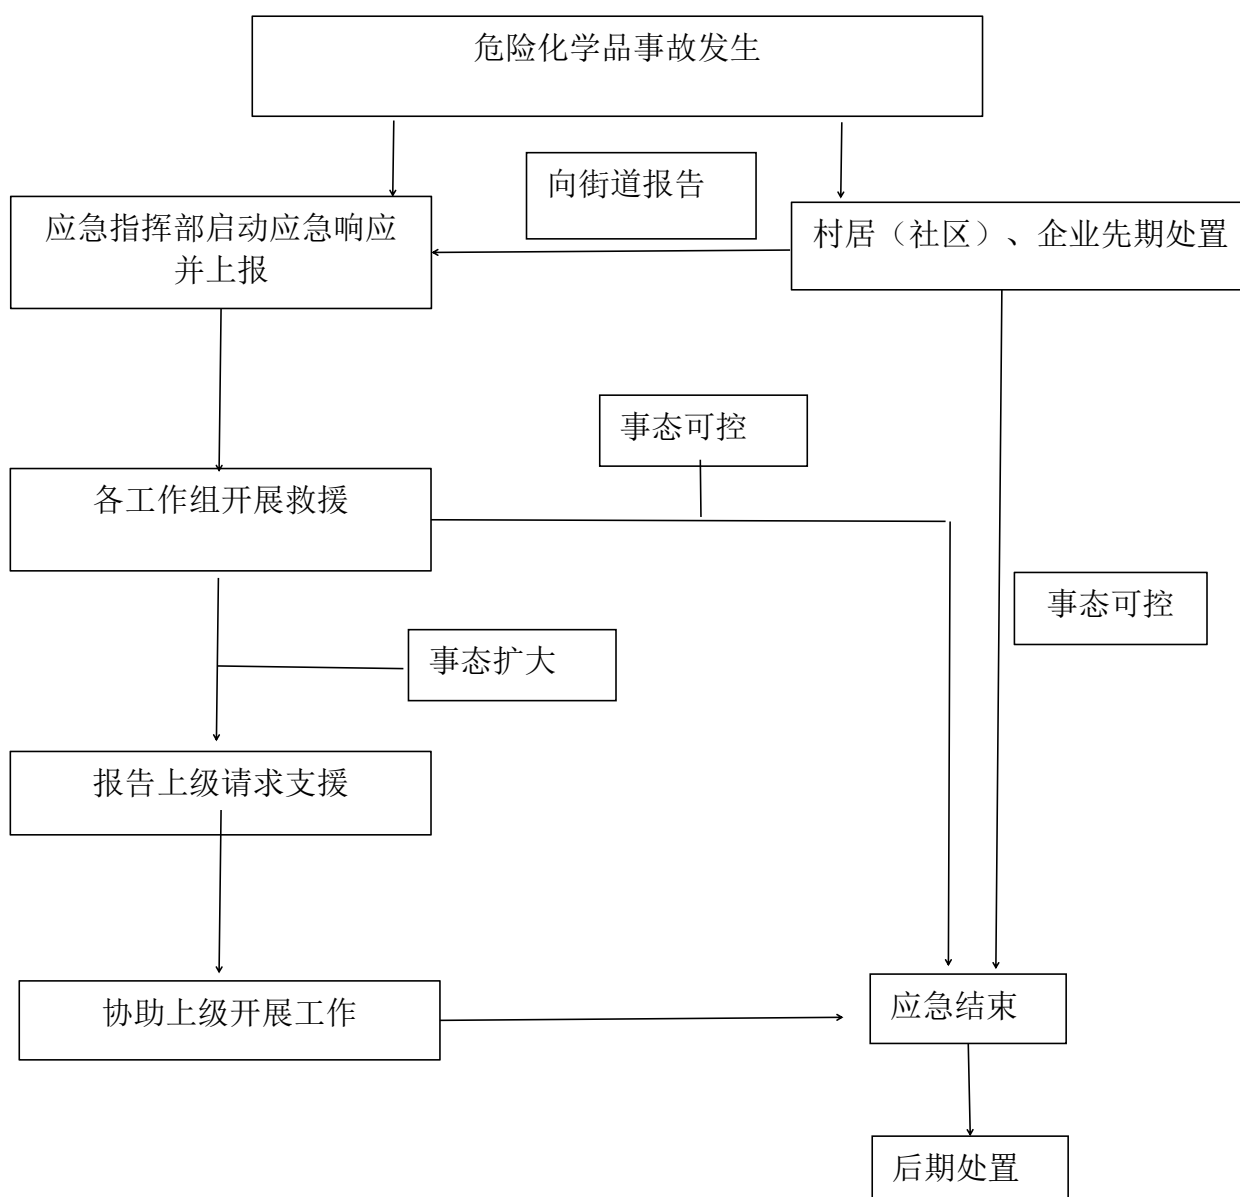 危险化学品事故发生
向街道报告
应急指挥部启动应急响应
并上报
村居（社区）、企业先期处置
事态可控
各工作组开展救援
事态可控
事态扩大
报告上级请求支援
协助上级开展工作
应急结束
后期处置